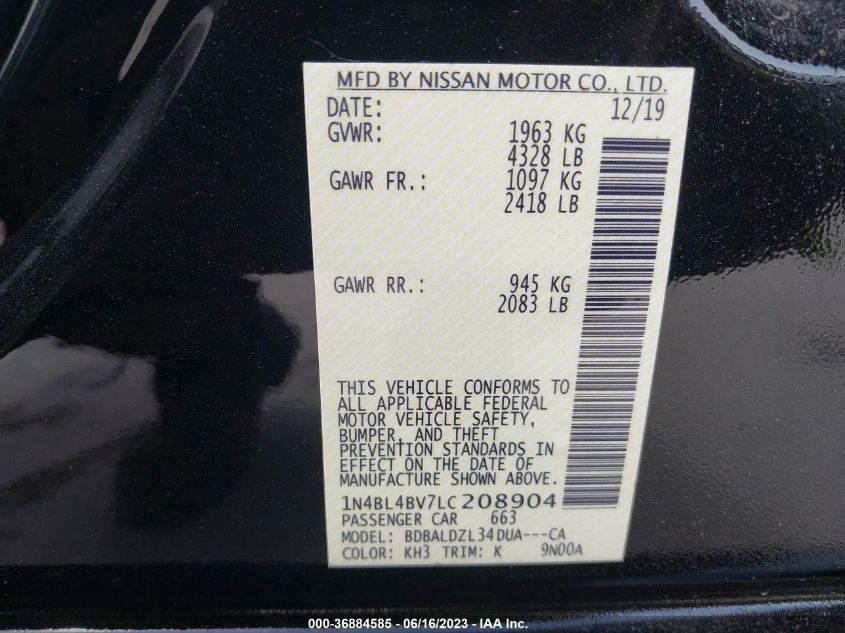 MFD BY NISSAN MOTOR CO., LTD.
DATE: 12/19
GVWR: 1963 KG
4328 LB
GAWR FR.: 1097 KG
2418 LB
GAWR RR.: 945 KG
2083 LB
THIS VEHICLE CONFORMS TO
ALL APPLICABLE FEDERAL
MOTOR VEHICLE SAFETY,
BUMPER, AND THEFT
PREVENTION STANDARDS IN
EFFECT ON THE DATE OF
MANUFACTURE SHOWN ABOVE.
1N4BL4BV7LC208904
PASSENGER CAR 663
MODEL: BDBALDZL34DUA---CA
COLOR: KH3 TRIM: K 9N00A
000-36884585 - 06/16/2023 - IAA Inc.